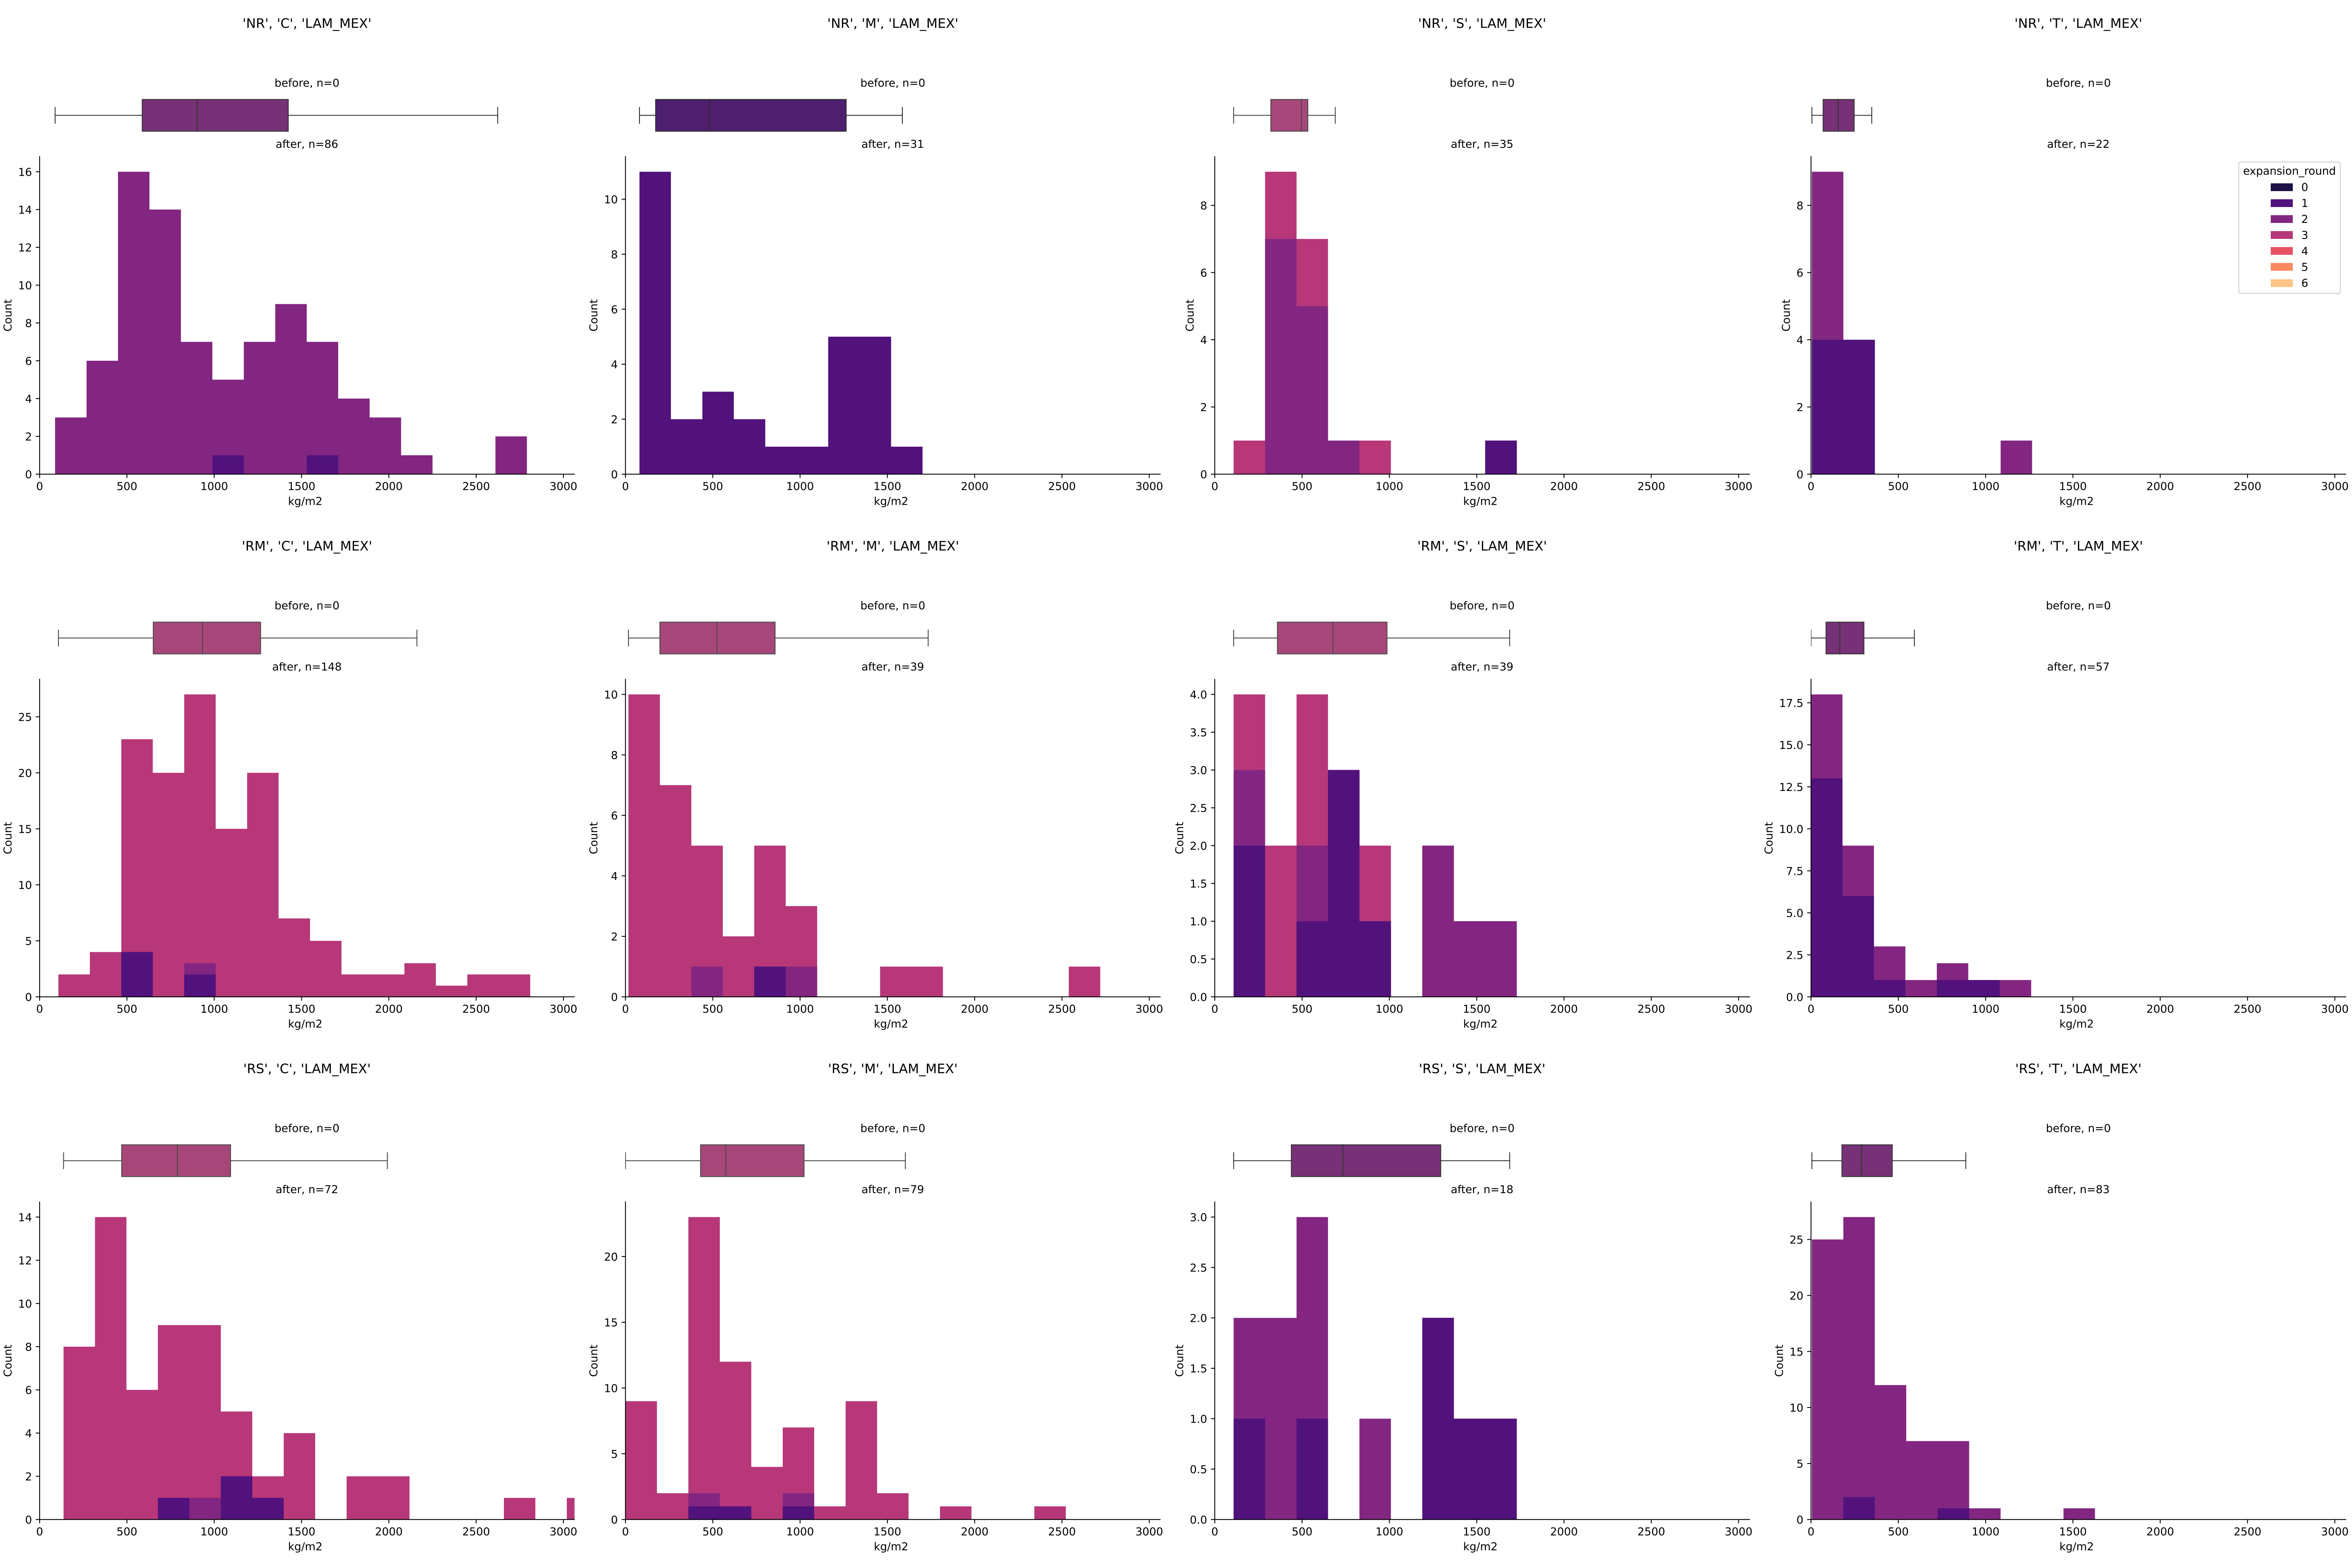 'NR', 'C', 'LAM_MEX'
before, n=0
after, n=86
Count
16
14
12
10
8
6
4
2
0
0 500 1000 1500 2000 2500 3000
kg/m2
'NR', 'M', 'LAM_MEX'
before, n=0
after, n=31
Count
10
8
6
4
2
0
0 500 1000 1500 2000 2500 3000
kg/m2
'NR', 'S', 'LAM_MEX'
before, n=0
after, n=35
Count
8
6
4
2
0
0 500 1000 1500 2000 2500 3000
kg/m2
'NR', 'T', 'LAM_MEX'
before, n=0
after, n=22
expansion_round
0
1
2
3
4
5
6
Count
8
6
4
2
0
0 500 1000 1500 2000 2500 3000
kg/m2
'RM', 'C', 'LAM_MEX'
before, n=0
after, n=148
Count
25
20
15
10
5
0
0 500 1000 1500 2000 2500 3000
kg/m2
'RM', 'M', 'LAM_MEX'
before, n=0
after, n=39
Count
10
8
6
4
2
0
0 500 1000 1500 2000 2500 3000
kg/m2
'RM', 'S', 'LAM_MEX'
before, n=0
after, n=39
Count
4.0
3.5
3.0
2.5
2.0
1.5
1.0
0.5
0.0
0 500 1000 1500 2000 2500 3000
kg/m2
'RM', 'T', 'LAM_MEX'
before, n=0
after, n=57
Count
17.5
15.0
12.5
10.0
7.5
5.0
2.5
0.0
0 500 1000 1500 2000 2500 3000
kg/m2
'RS', 'C', 'LAM_MEX'
before, n=0
after, n=72
Count
14
12
10
8
6
4
2
0
0 500 1000 1500 2000 2500 3000
kg/m2
'RS', 'M', 'LAM_MEX'
before, n=0
after, n=79
Count
20
15
10
5
0
0 500 1000 1500 2000 2500 3000
kg/m2
'RS', 'S', 'LAM_MEX'
before, n=0
after, n=18
Count
3.0
2.5
2.0
1.5
1.0
0.5
0.0
0 500 1000 1500 2000 2500 3000
kg/m2
'RS', 'T', 'LAM_MEX'
before, n=0
after, n=83
Count
25
20
15
10
5
0
0 500 1000 1500 2000 2500 3000
kg/m2